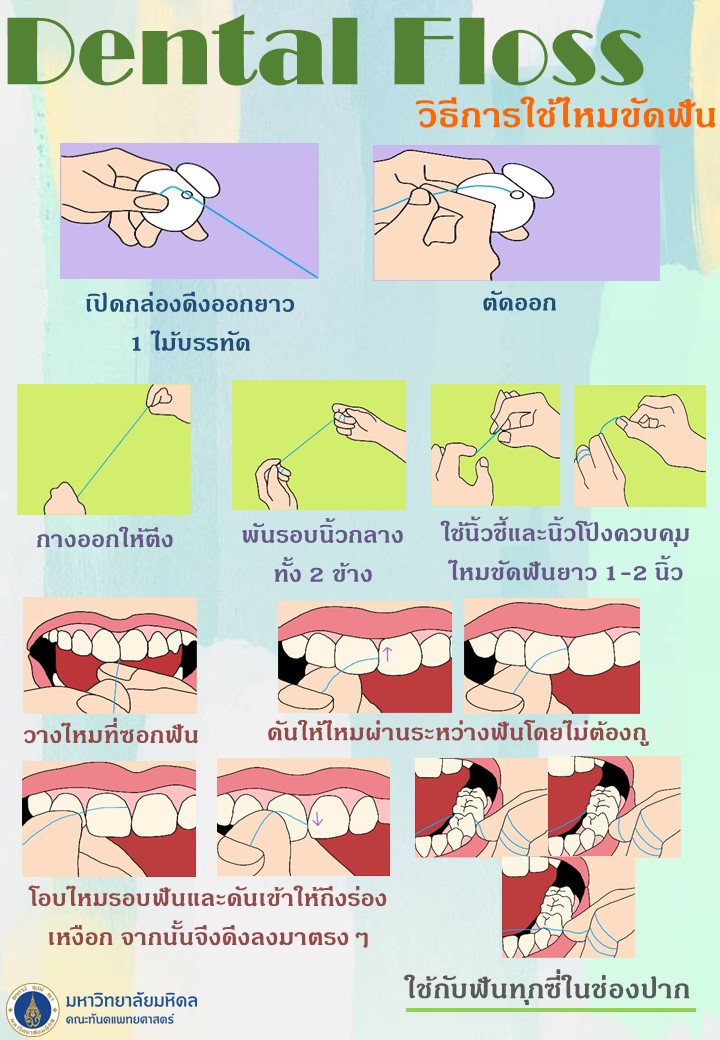 Dental Floss
วิธีการใช้ไหมขัดฟัน
เปิดกล่องดึงออกยาว
1 ไม้บรรทัด
ตัดออก
กางออกให้ตึง
พันรอบนิ้วกลาง
ทั้ง 2 ข้าง
ใช้นิ้วชี้และนิ้วโป้งควบคุม
ไหมขัดฟันยาว 1-2 นิ้ว
วางไหมที่ซอกฟัน
ดันให้ไหมผ่านระหว่างฟันโดยไม่ต้องถู
โอบไหมรอบฟันและดันเข้าให้ถึงร่อง
เหงือก จากนั้นจึงดึงลงมาตรง ๆ
ใช้กับฟันทุกซี่ในช่องปาก
มหาวิทยาลัยมหิดล
คณะทันตแพทยศาสตร์